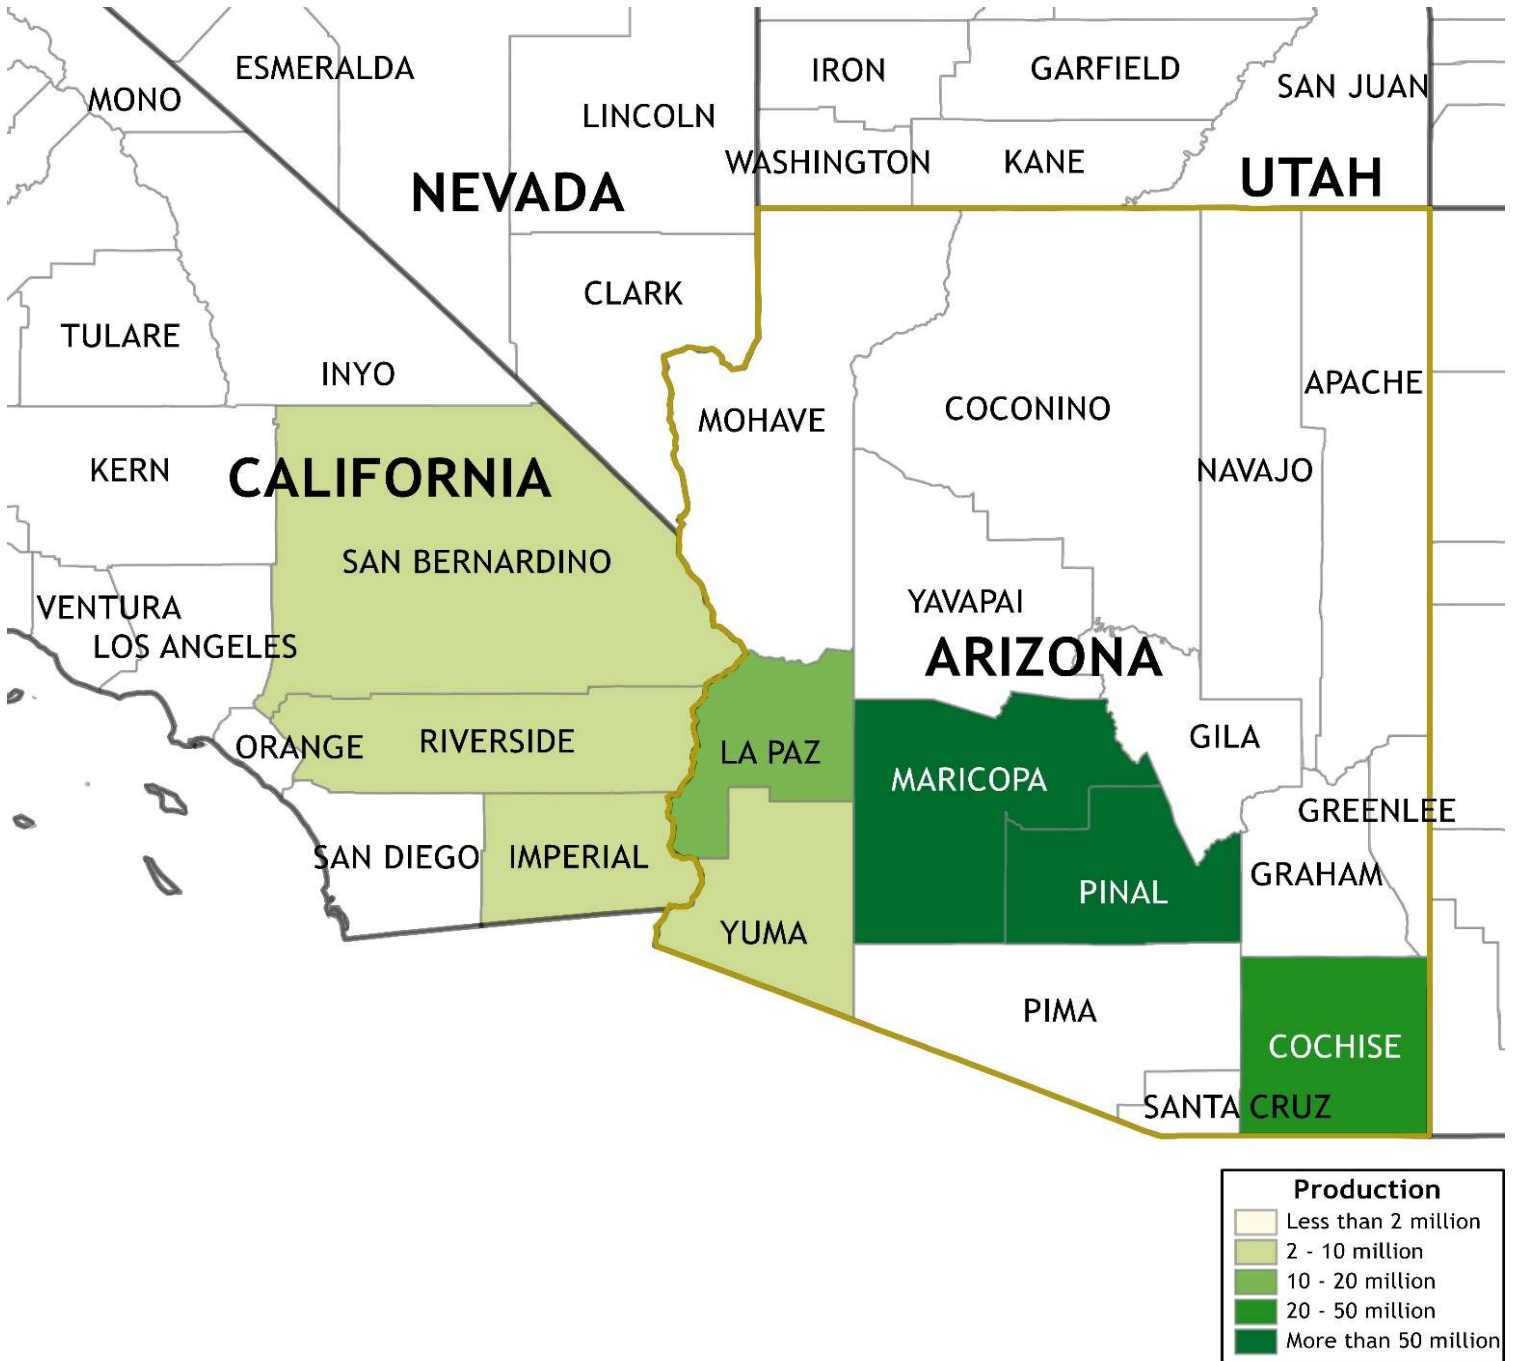 ESMERALDA
IRON
GARFIELD
SAN JUAN
MONO
LINCOLN
WASHINGTON
KANE
NEVADA
UTAH
CLARK
TULARE
INYO
APACHE
COCONINO
MOHAVE
KERN
CALIFORNIA
NAVAJO
SAN BERNARDINO
YAVAPAI
VENTURA
LOS ANGELES
ARIZONA
ORANGE
RIVERSIDE
LA PAZ
GILA
MARICOPA
GREENLEE
SAN DIEGO
IMPERIAL
GRAHAM
PINAL
YUMA
PIMA
COCHISE
SANTA CRUZ
Production
Less than 2 million
2 - 10 million
10 - 20 million
20 - 50 million
More than 50 million